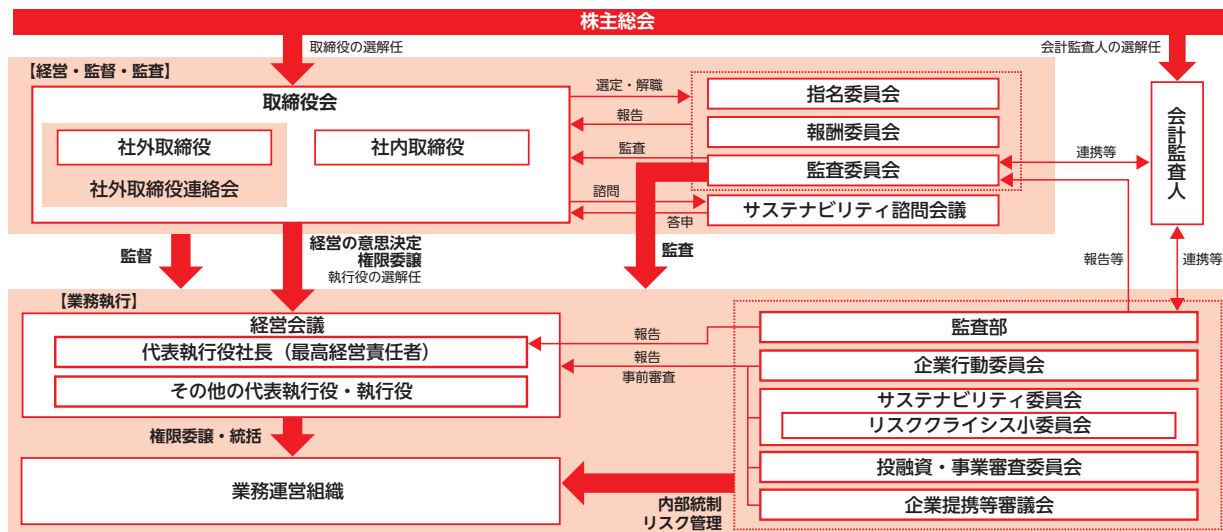 株主総会
取締役の選解任
会計監査人の選解任
【経営・監督・監査】
取締役会
社外取締役
社内取締役
社外取締役連絡会
選定・解職
報告
監査
諮問
答申
指名委員会
報酬委員会
監査委員会
サステナビリティ諮問会議
連携等
会計監査人
監督
経営の意思決定
権限委譲
執行役の選解任
監査
報告等
連携等
【業務執行】
経営会議
代表執行役社長（最高経営責任者）
その他の代表執行役・執行役
報告
報告
事前審査
監査部
企業行動委員会
サステナビリティ委員会
リスククライシス小委員会
投融資・事業審査委員会
企業提携等審議会
権限委譲・統括
業務運営組織
内部統制
リスク管理